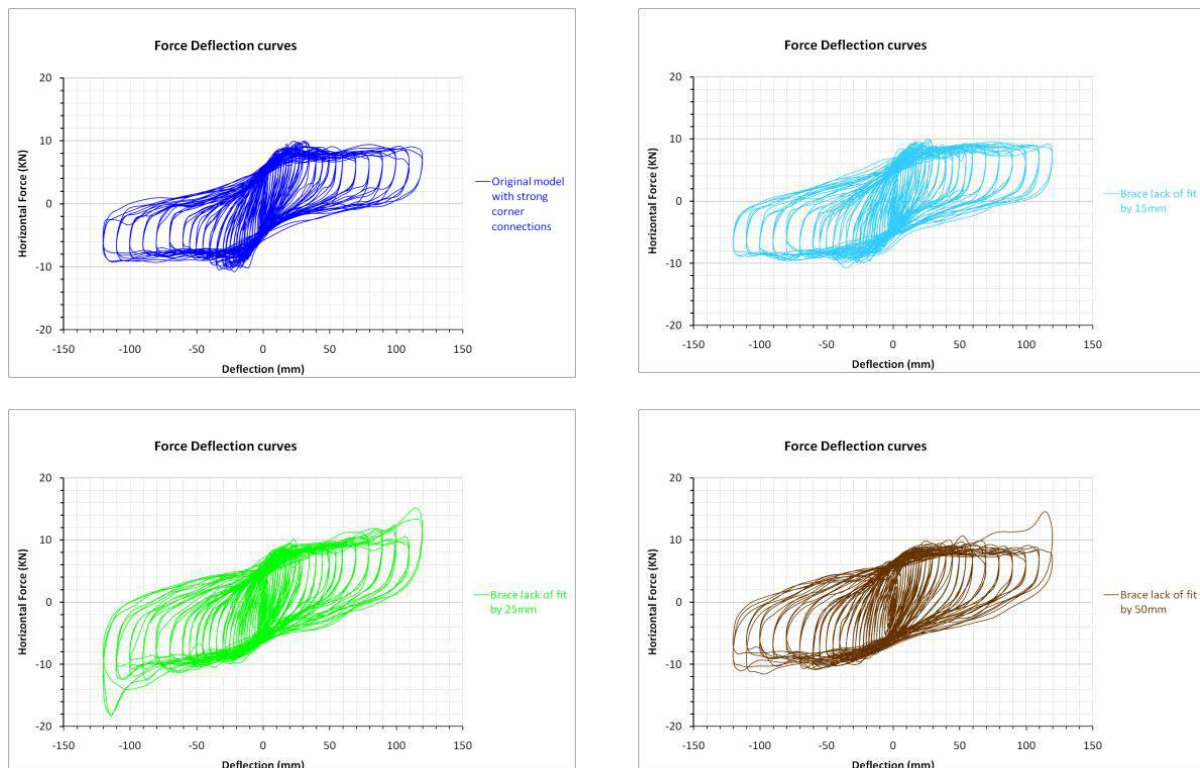 Force Deflection curves
20
10
0
-10
-20
Horizontal Force (KN)
-150 -100 -50 0 50 100 150
Deflection (mm)
Original model
with strong
corner
connections
Force Deflection curves
20
10
0
-10
-20
Horizontal Force (KN)
-150 -100 -50 0 50 100 150
Deflection (mm)
Brace lack of fit
by 15mm
Force Deflection curves
20
10
0
-10
-20
Horizontal Force (KN)
-150 -100 -50 0 50 100 150
Deflection (mm)
Brace lack of fit
by 25mm
Force Deflection curves
20
10
0
-10
-20
Horizontal Force (KN)
-150 -100 -50 0 50 100 150
Deflection (mm)
Brace lack of fit
by 50mm